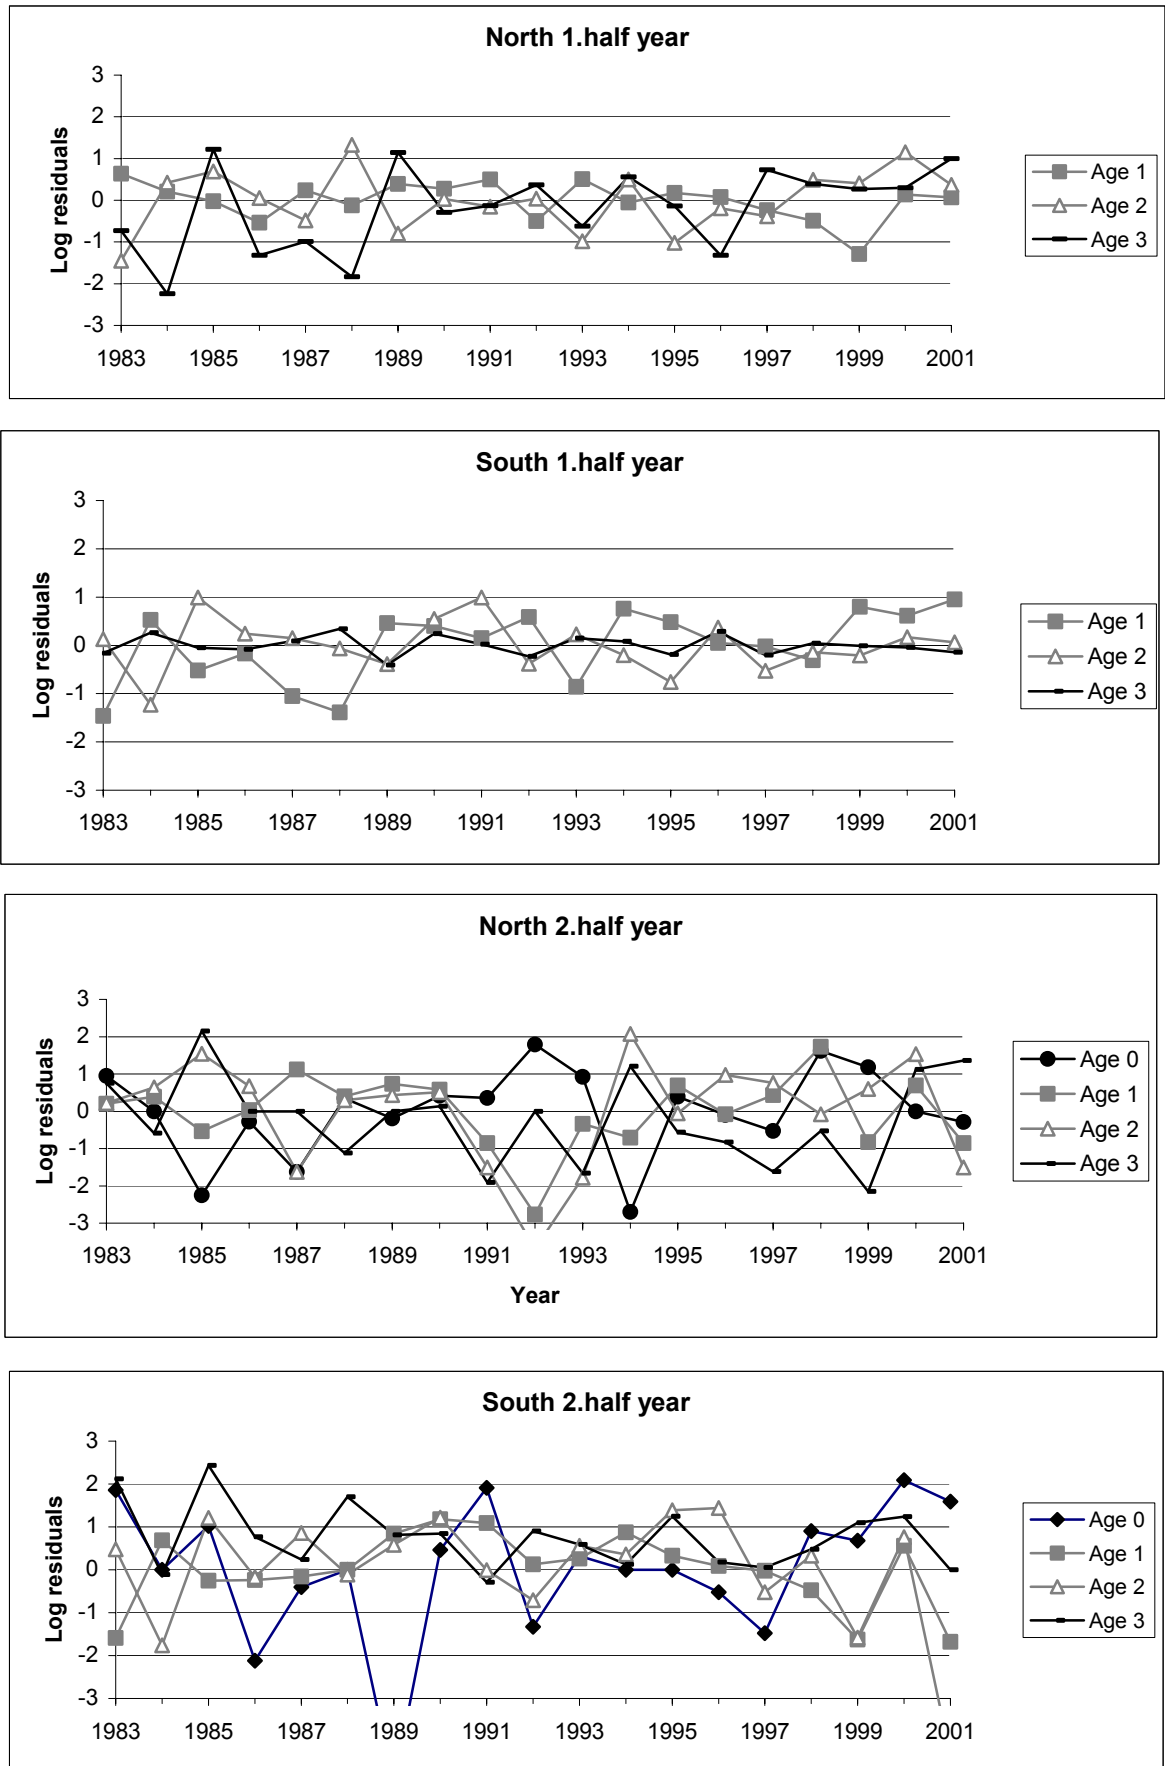 North 1.half year
3
2
1
0
-1
-2
-3
Log residuals
1983 1985 1987 1989 1991 1993 1995 1997 1999 2001
Age 1
Age 2
Age 3
South 1.half year
3
2
1
0
-1
-2
-3
Log residuals
1983 1985 1987 1989 1991 1993 1995 1997 1999 2001
Age 1
Age 2
Age 3
North 2.half year
3
2
1
0
-1
-2
-3
Log residuals
1983 1985 1987 1989 1991 1993 1995 1997 1999 2001
Year
Age 0
Age 1
Age 2
Age 3
South 2.half year
3
2
1
0
-1
-2
-3
Log residuals
1983 1985 1987 1989 1991 1993 1995 1997 1999 2001
Age 0
Age 1
Age 2
Age 3